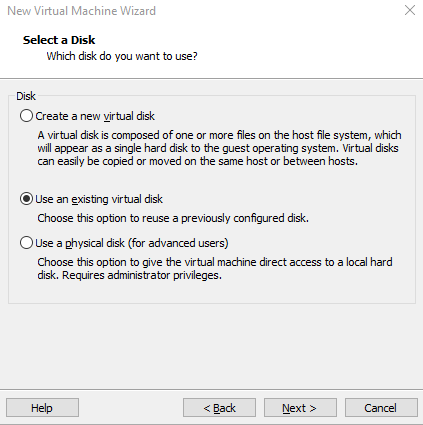 New Virtual Machine Wizard
Select a Disk
Which disk do you want to use?
Disk
Create a new virtual disk
A virtual disk is composed of one or more files on the host file system, which
will appear as a single hard disk to the guest operating system. Virtual disks
can easily be copied or moved on the same host or between hosts.
Use an existing virtual disk
Choose this option to reuse a previously configured disk.
Use a physical disk (for advanced users)
Choose this option to give the virtual machine direct access to a local hard
disk. Requires administrator privileges.
Help
< Back
Next >
Cancel